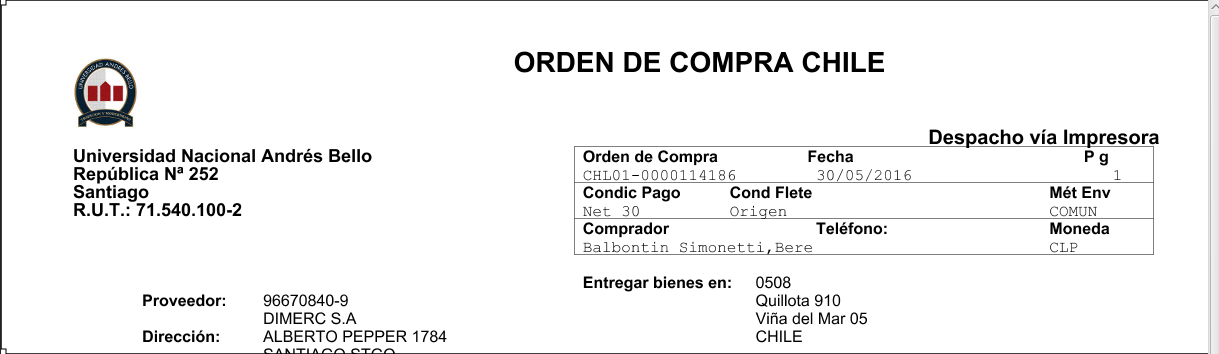 ORDEN DE COMPRA CHILE
UNIVERSIDAD ANDRES BELLO
Despacho vía Impresora
Universidad Nacional Andrés Bello
República Nª 252
Santiago
R.U.T.: 71.540.100-2
Orden de Compra Fecha P g
CHL01-0000114186 30/05/2016 1
Condic Pago Cond Flete Mét Env
Net 30 Origen COMUN
Comprador Teléfono: Moneda
Balbontin Simonetti,Bere CLP
Entregar bienes en: 0508
Quillota 910
Viña del Mar 05
CHILE
Proveedor: 96670840-9
DIMERC S.A
Dirección: ALBERTO PEPPER 1784
SANTIAGO STGO